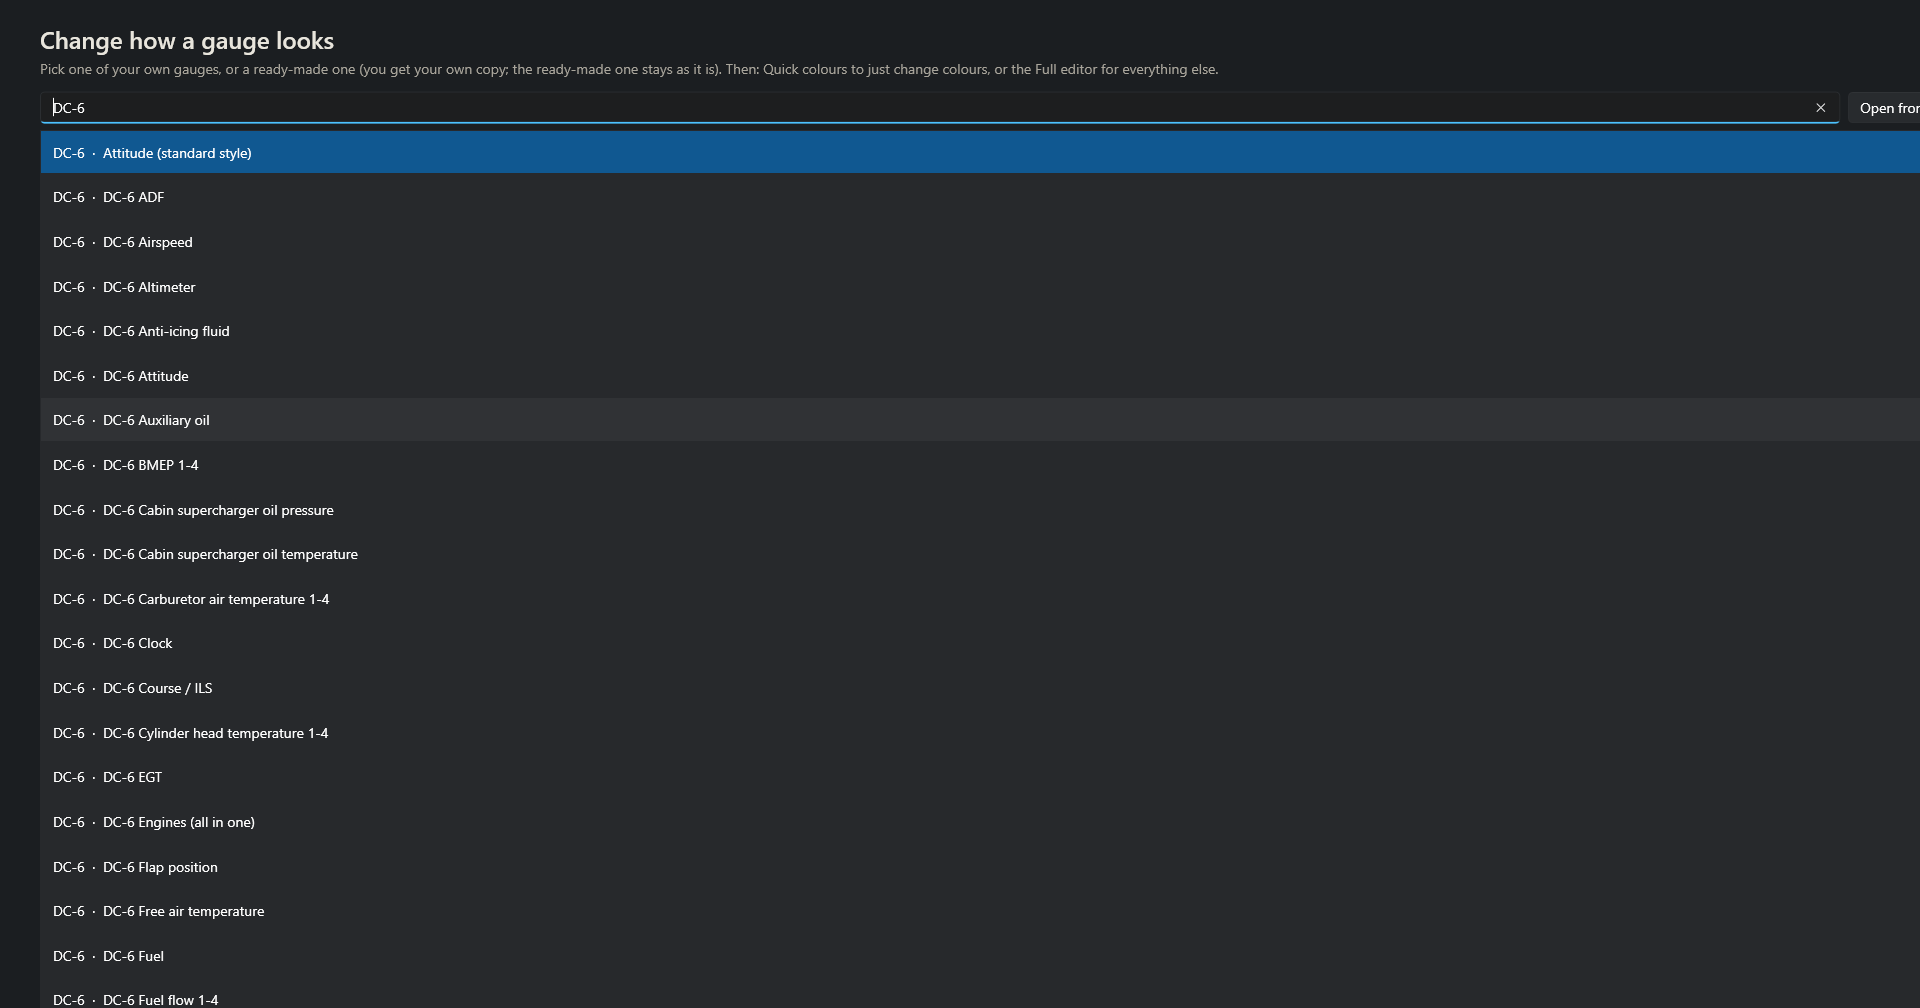 Change how a gauge looks
Pick one of your own gauges, or a ready-made one (you get your own copy; the ready-made one stays as it is). Then: Quick colours to just change colours, or the Full editor for everything else.
DC-6
Open fror
DC-6 · Attitude (standard style)
DC-6 · DC-6 ADF
DC-6 · DC-6 Airspeed
DC-6 · DC-6 Altimeter
DC-6 · DC-6 Anti-icing fluid
DC-6 · DC-6 Attitude
DC-6 · DC-6 Auxiliary oil
DC-6 · DC-6 BMEP 1-4
DC-6 · DC-6 Cabin supercharger oil pressure
DC-6 · DC-6 Cabin supercharger oil temperature
DC-6 · DC-6 Carburetor air temperature 1-4
DC-6 · DC-6 Clock
DC-6 · DC-6 Course / ILS
DC-6 · DC-6 Cylinder head temperature 1-4
DC-6 · DC-6 EGT
DC-6 · DC-6 Engines (all in one)
DC-6 · DC-6 Flap position
DC-6 · DC-6 Free air temperature
DC-6 · DC-6 Fuel
DC-6 · DC-6 Fuel flow 1-4